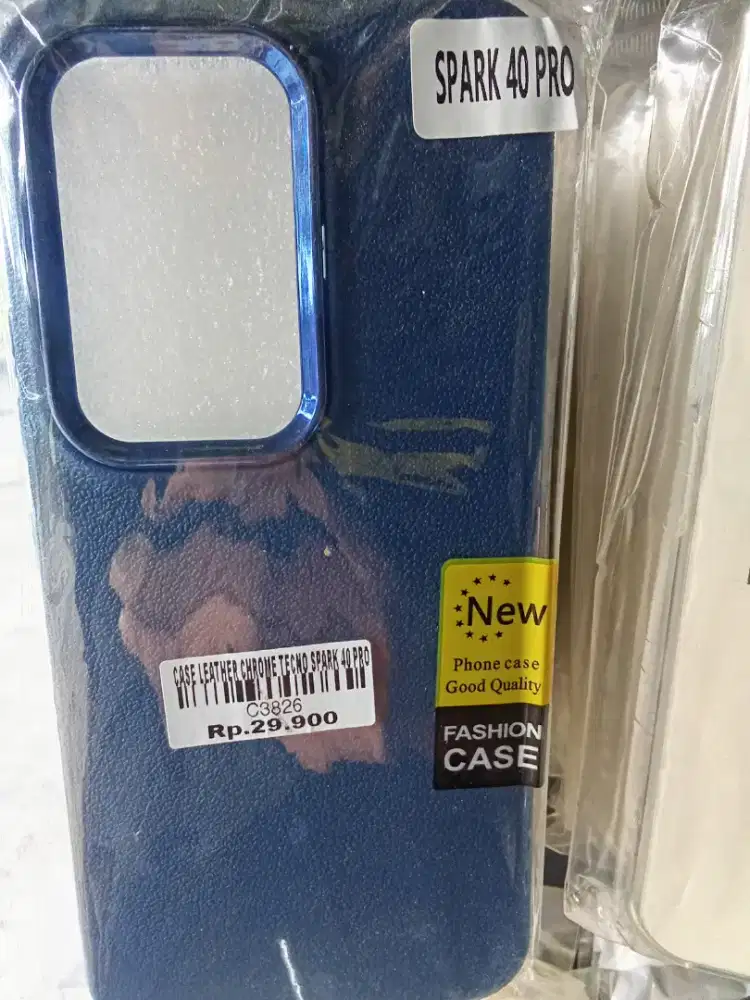 SPARK 40 PRO
New
Phone case
Good Quality
FASHION
CASE
CASE LEATHER CHROME TECNO SPARK 40 PRO
C3826
Rp.29.900